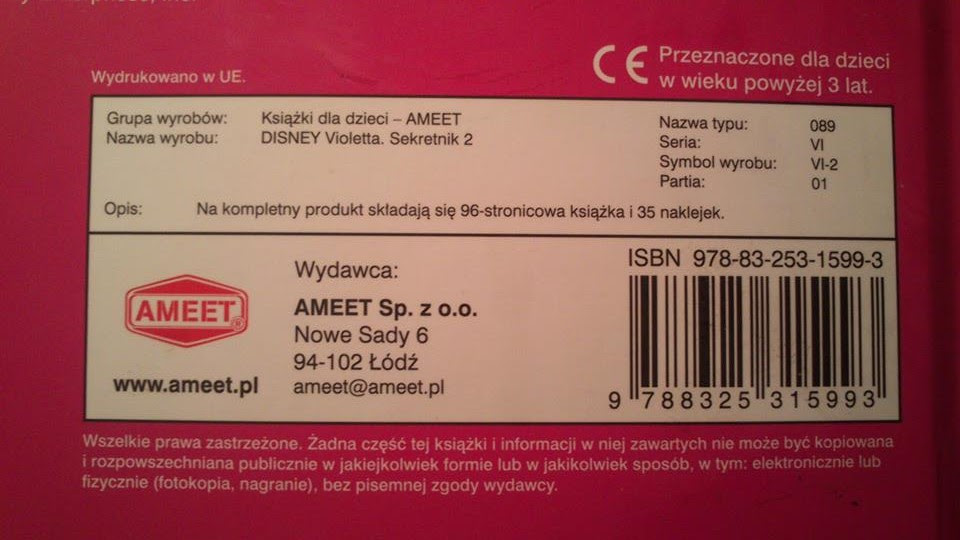 Wydrukowano w UE.
CE Przeznaczone dla dzieci
w wieku powyżej 3 lat.
Grupa wyrobów: Książki dla dzieci – AMEET
Nazwa wyrobu: DISNEY Violetta. Sekretnik 2
Nazwa typu: 089
Seria: VI
Symbol wyrobu: VI-2
Partia: 01
Opis: Na kompletny produkt składają się 96-stronicowa książka i 35 naklejek.
AMEET®
www.ameet.pl
Wydawca:
AMEET Sp. z o.o.
Nowe Sady 6
94-102 Łódź
ameet@ameet.pl
ISBN 978-83-253-1599-3
9 788325 315993
Wszelkie prawa zastrzeżone. Żadna część tej książki i informacji w niej zawartych nie może być kopiowana
i rozpowszechniana publicznie w jakiejkolwiek formie lub w jakikolwiek sposób, w tym: elektronicznie lub
fizycznie (fotokopia, nagranie), bez pisemnej zgody wydawcy.